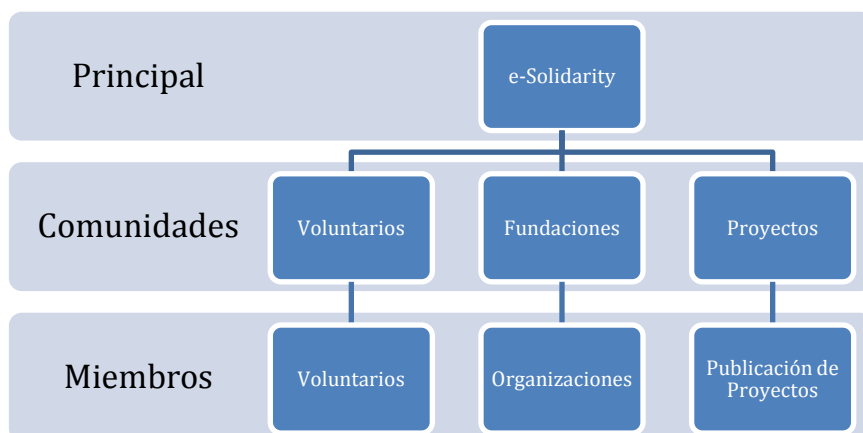 Principal
e-Solidarity
Comunidades
Voluntarios
Fundaciones
Proyectos
Miembros
Voluntarios
Organizaciones
Publicación de
Proyectos